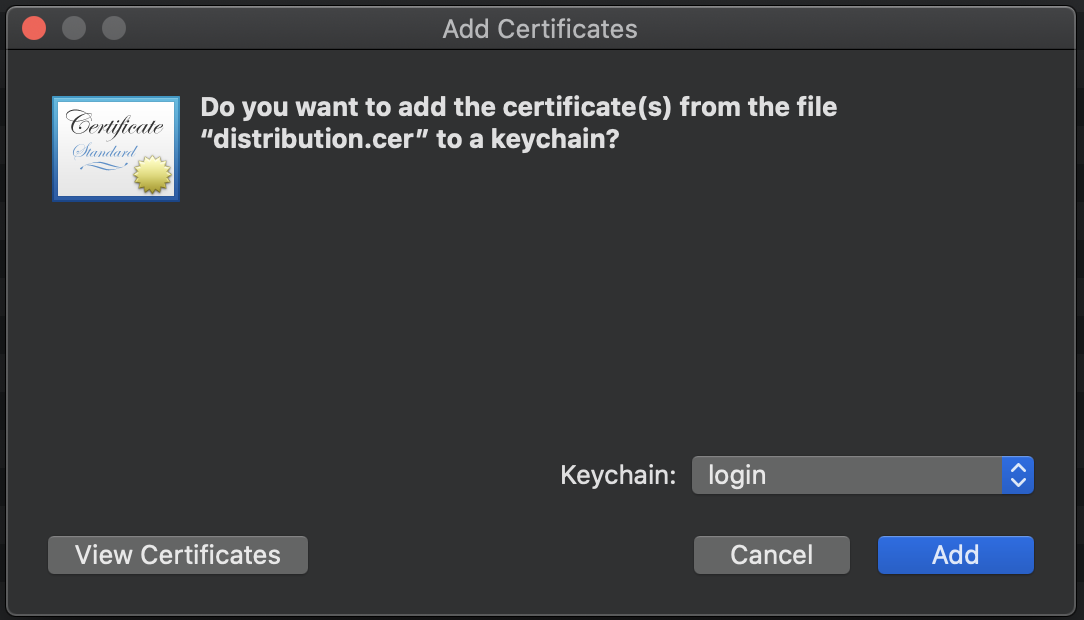 Add Certificates
Certificate
Standard
Do you want to add the certificate(s) from the file
“distribution.cer” to a keychain?
Keychain: login
View Certificates Cancel Add